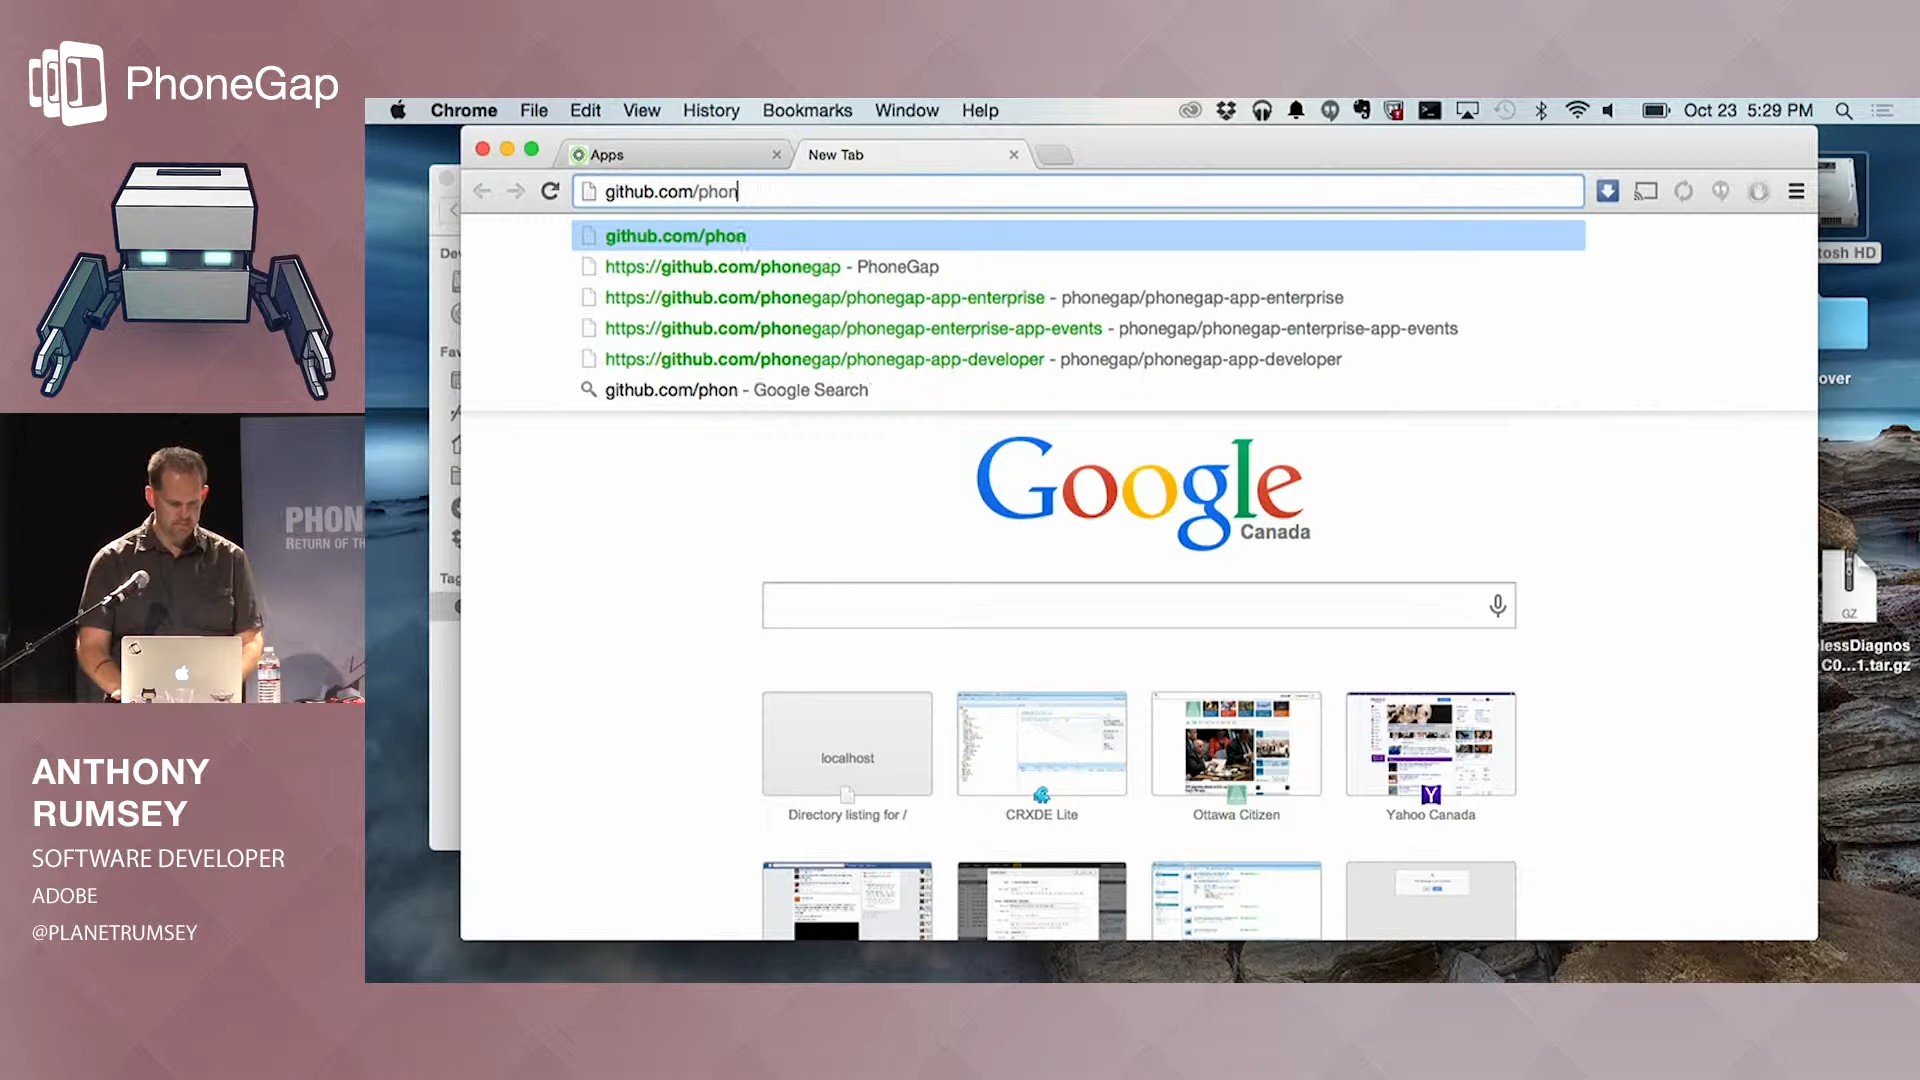 PhoneGap
Chrome File Edit View History Bookmarks Window Help
Oct 23 5:29 PM
Apps
New Tab
github.com/phon
github.com/phon
https://github.com/phonegap - PhoneGap
https://github.com/phonegap/phonegap-app-enterprise - phonegap/phonegap-app-enterprise
https://github.com/phonegap/phonegap-enterprise-app-events - phonegap/phonegap-enterprise-app-events
https://github.com/phonegap/phonegap-app-developer - phonegap/phonegap-app-developer
github.com/phon - Google Search
Dev
Fav
Tag
tosh HD
over
GZ
lessDiagnos
_C0...1.tar.gz
Google
Canada
localhost
Directory listing for /
CRXDE Lite
Ottawa Citizen
Y
Yahoo Canada
PHON
RETURN OF TH
ANTHONY
RUMSEY
SOFTWARE DEVELOPER
ADOBE
@PLANETRUMSEY